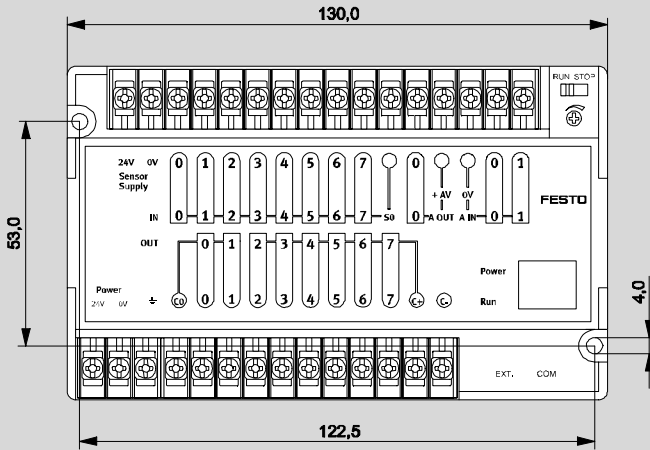 130,0
RUN STOP
24V 0V 0 1 2 3 4 5 6 7 0 0 1
Sensor
Supply
+ AV 0V
FESTO
IN 0 1 2 3 4 5 6 7 S0 0 A OUT A IN 0 1
OUT 0 1 2 3 4 5 6 7
53,0
Power
Power
24V 0V C0 0 1 2 3 4 5 6 7 C+ C-
Run
4,0
EXT. COM
122,5